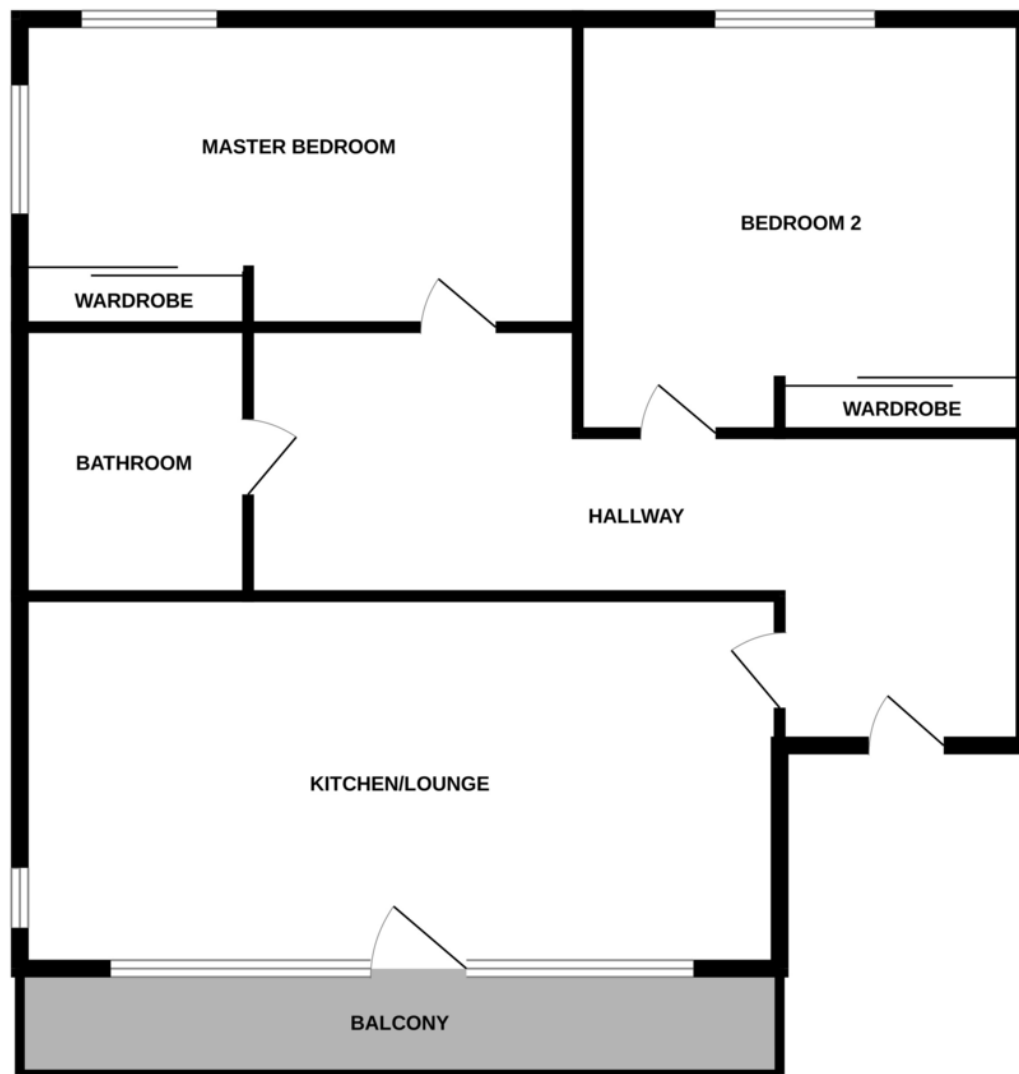 MASTER BEDROOM
BEDROOM 2
WARDROBE
WARDROBE
BATHROOM
HALLWAY
KITCHEN/LOUNGE
BALCONY